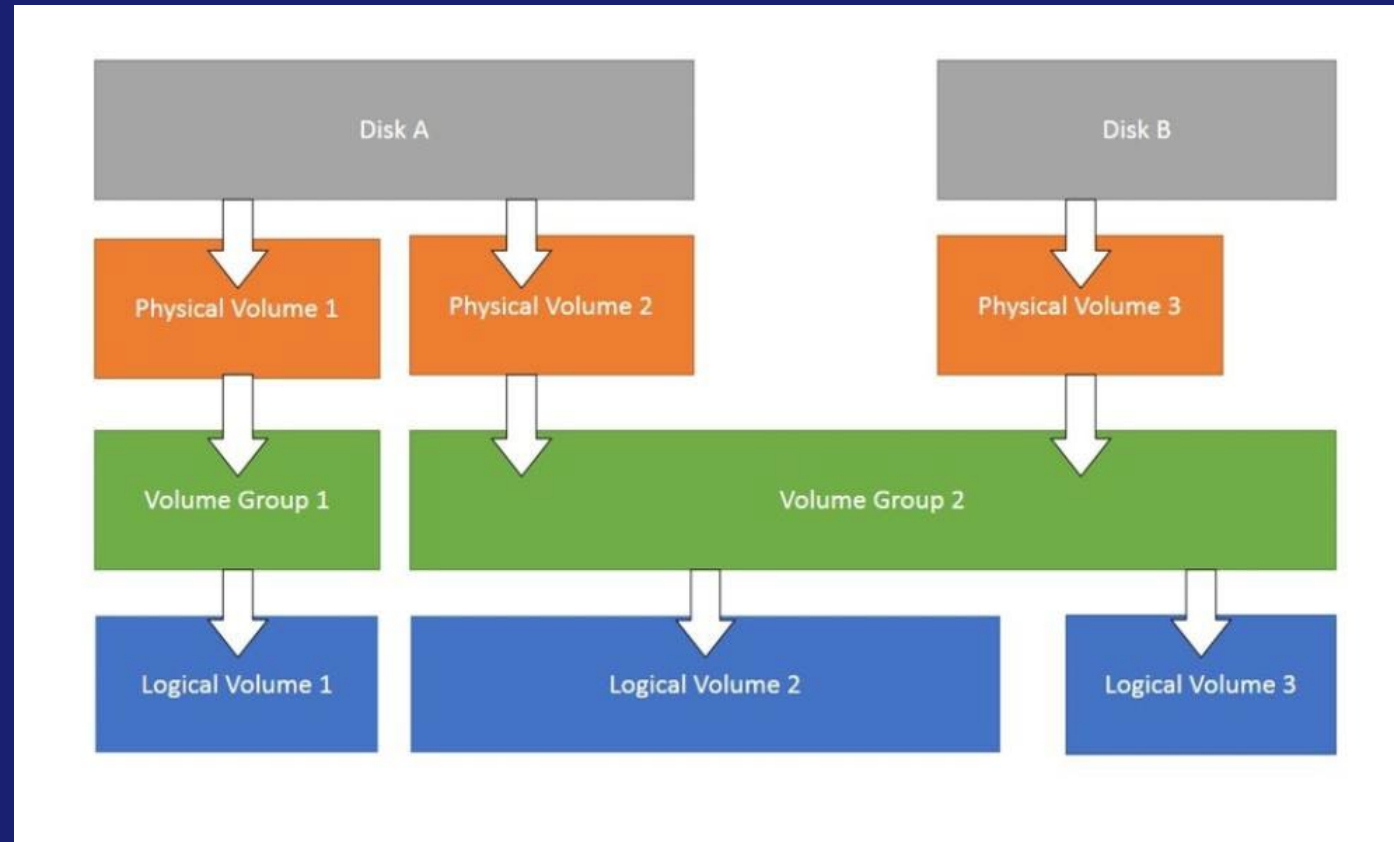 Disk A
Disk B
Physical Volume 1
Physical Volume 2
Physical Volume 3
Volume Group 1
Volume Group 2
Logical Volume 1
Logical Volume 2
Logical Volume 3